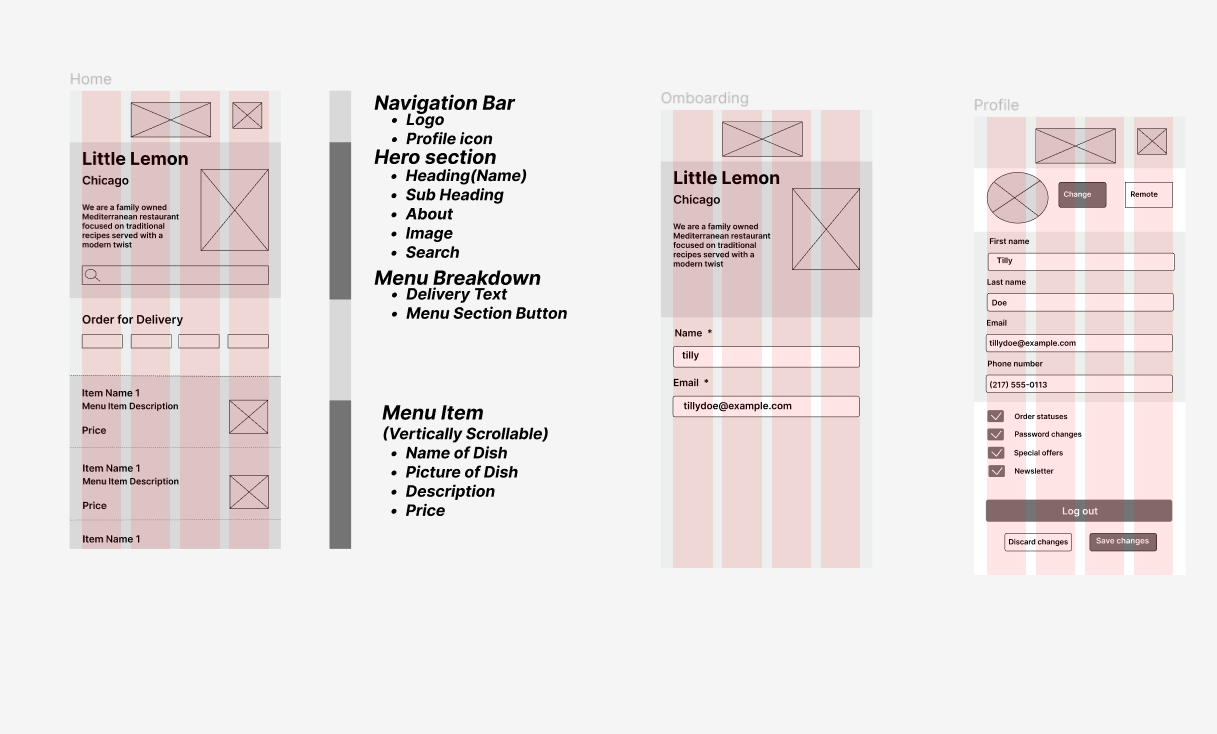 Home
Little Lemon
Chicago
We are a family owned
Mediterranean restaurant
focused on traditional
recipes served with a
modern twist
Order for Delivery
Item Name 1
Menu Item Description
Price
Item Name 1
Menu Item Description
Price
Item Name 1
Navigation Bar
• Logo
• Profile icon
Hero section
• Heading(Name)
• Sub Heading
• About
• Image
• Search
Menu Breakdown
• Delivery Text
• Menu Section Button
Menu Item
(Vertically Scrollable)
• Name of Dish
• Picture of Dish
• Description
• Price
Omboarding
Little Lemon
Chicago
We are a family owned
Mediterranean restaurant
focused on traditional
recipes served with a
modern twist
Name *
tilly
Email *
tillydoe@example.com
Profile
Change
Remote
First name
Tilly
Last name
Doe
Email
tillydoe@example.com
Phone number
(217) 555-0113
Order statuses
Password changes
Special offers
Newsletter
Log out
Discard changes
Save changes